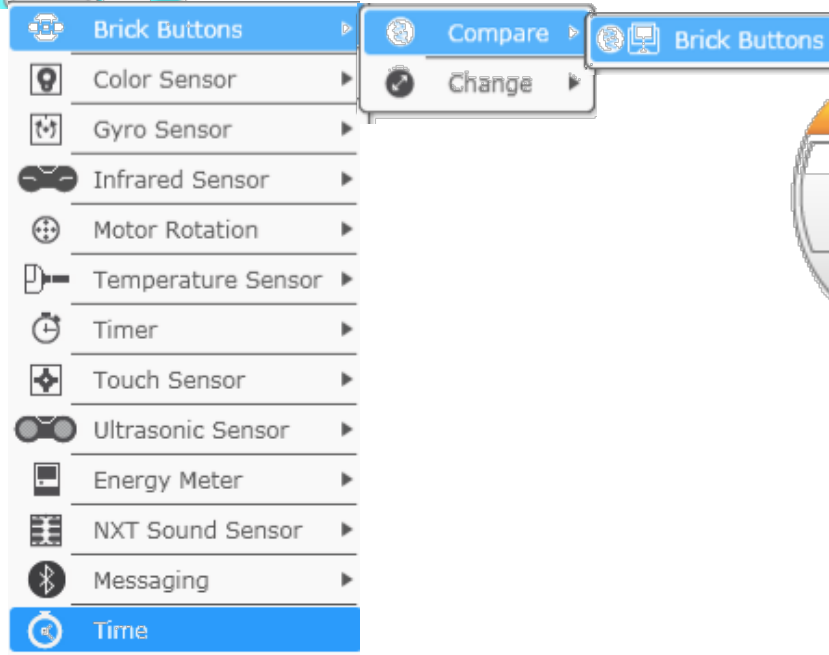 Brick Buttons
Compare
Brick Buttons
Color Sensor
Change
Gyro Sensor
Infrared Sensor
Motor Rotation
Temperature Sensor
Timer
Touch Sensor
Ultrasonic Sensor
Energy Meter
NXT Sound Sensor
Messaging
Time